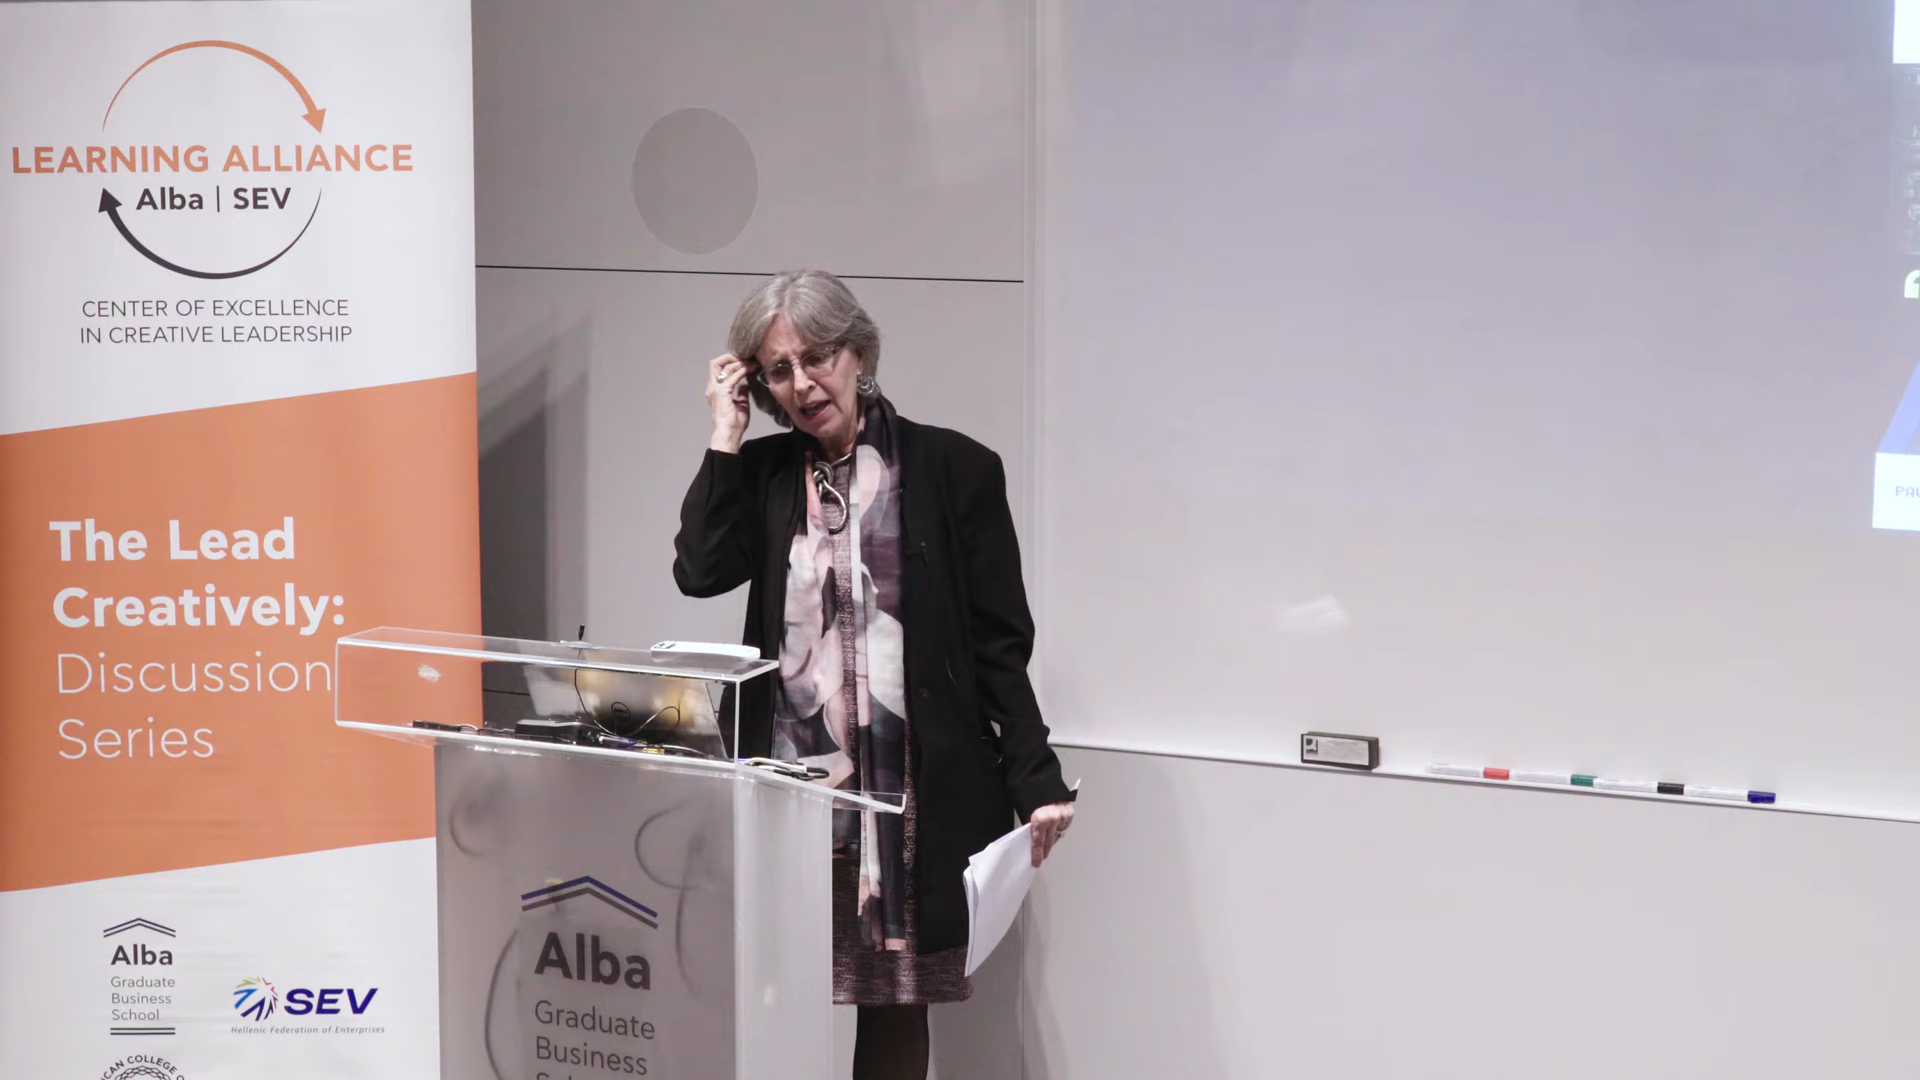 LEARNING ALLIANCE
Alba | SEV
CENTER OF EXCELLENCE
IN CREATIVE LEADERSHIP
The Lead
Creatively:
Discussion
Series
Alba
Graduate
Business
School
SEV
Hellenic Federation of Enterprises
COLLEGE
Alba
Graduate
Business